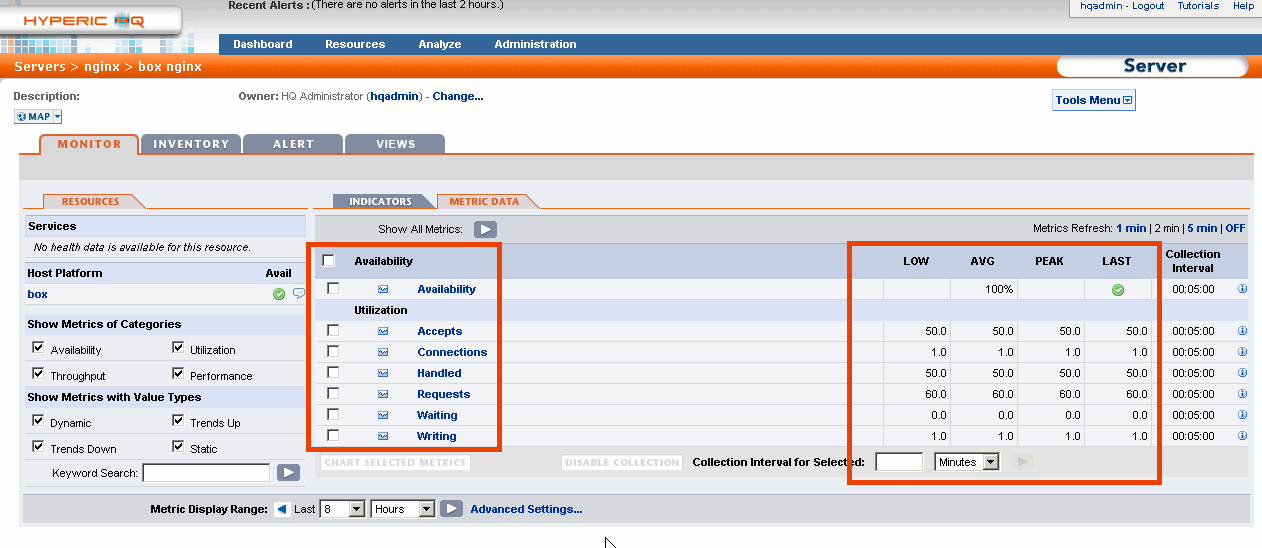 Recent Alerts : (There are no alerts in the last 2 hours.)
hqadmin - Logout Tutorials Help
HYPERIC HQ
Dashboard Resources Analyze Administration
Servers > nginx > box nginx
Server
Description:
Owner: HQ Administrator (hqadmin) - Change...
Tools Menu
MAP
MONITOR INVENTORY ALERT VIEWS
RESOURCES
INDICATORS METRIC DATA
Services
Show All Metrics:
Metrics Refresh: 1 min | 2 min | 5 min | OFF
No health data is available for this resource.
Host Platform Avail
box
Show Metrics of Categories
Availability Utilization
Throughput Performance
Show Metrics with Value Types
Dynamic Trends Up
Trends Down Static
Keyword Search:
Availability LOW AVG PEAK LAST Collection Interval
Availability 100% 00:05:00
Utilization
Accepts 50.0 50.0 50.0 50.0 00:05:00
Connections 1.0 1.0 1.0 1.0 00:05:00
Handled 50.0 50.0 50.0 50.0 00:05:00
Requests 60.0 60.0 60.0 60.0 00:05:00
Waiting 0.0 0.0 0.0 0.0 00:05:00
Writing 1.0 1.0 1.0 1.0 00:05:00
CHART SELECTED METRICS DISABLE COLLECTION Collection Interval for Selected: Minutes
Metric Display Range: Last 8 Hours Advanced Settings...